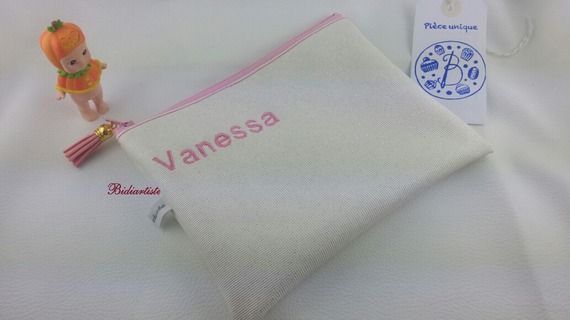 Pièce unique
B
Vanessa
Bidiartiste